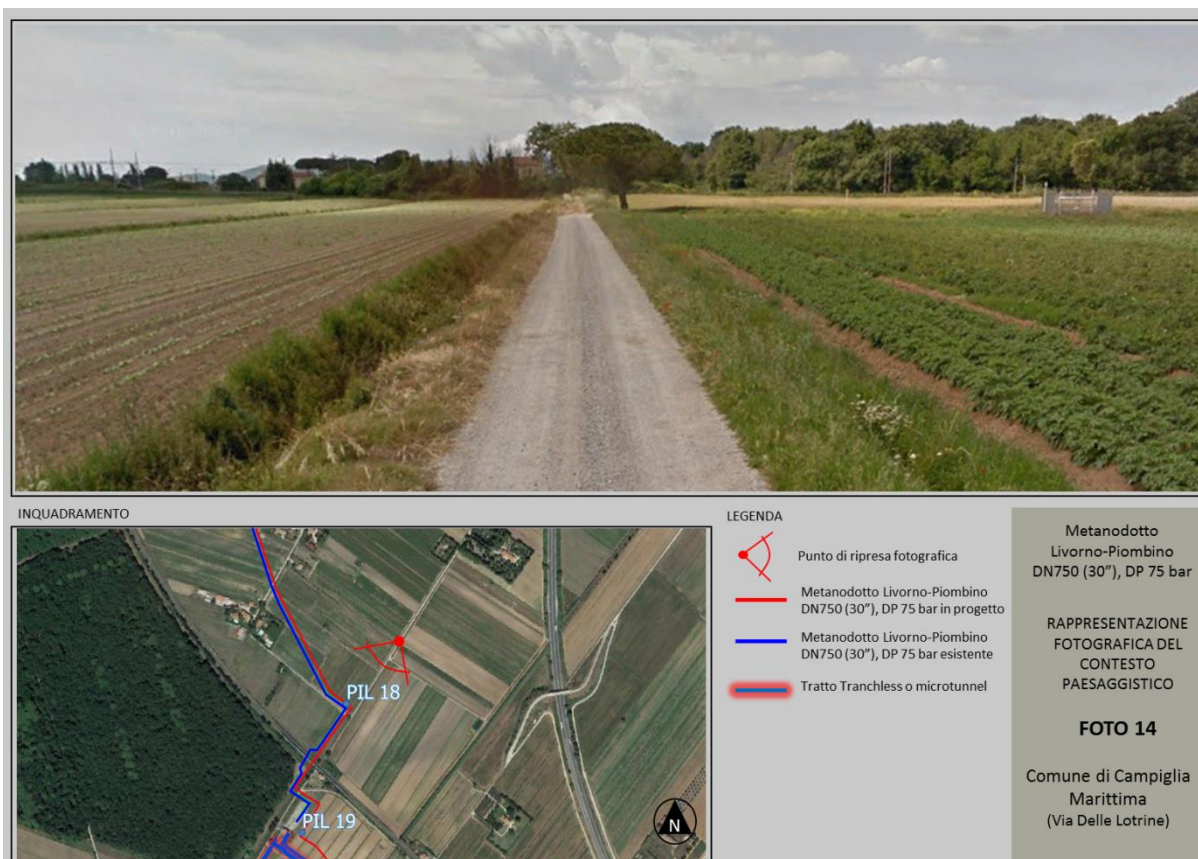 INQUADRAMENTO
PIL 18
PIL 19
N
LEGENDA
Punto di ripresa fotografica
Metanodotto Livorno-Piombino
DN750 (30”), DP 75 bar in progetto
Metanodotto Livorno-Piombino
DN750 (30”), DP 75 bar esistente
Tratto Tranchless o microtunnel
Metanodotto
Livorno-Piombino
DN750 (30”), DP 75 bar
RAPPRESENTAZIONE
FOTOGRAFICA DEL
CONTESTO
PAESAGGISTICO
FOTO 14
Comune di Campiglia
Marittima
(Via Delle Lotrine)